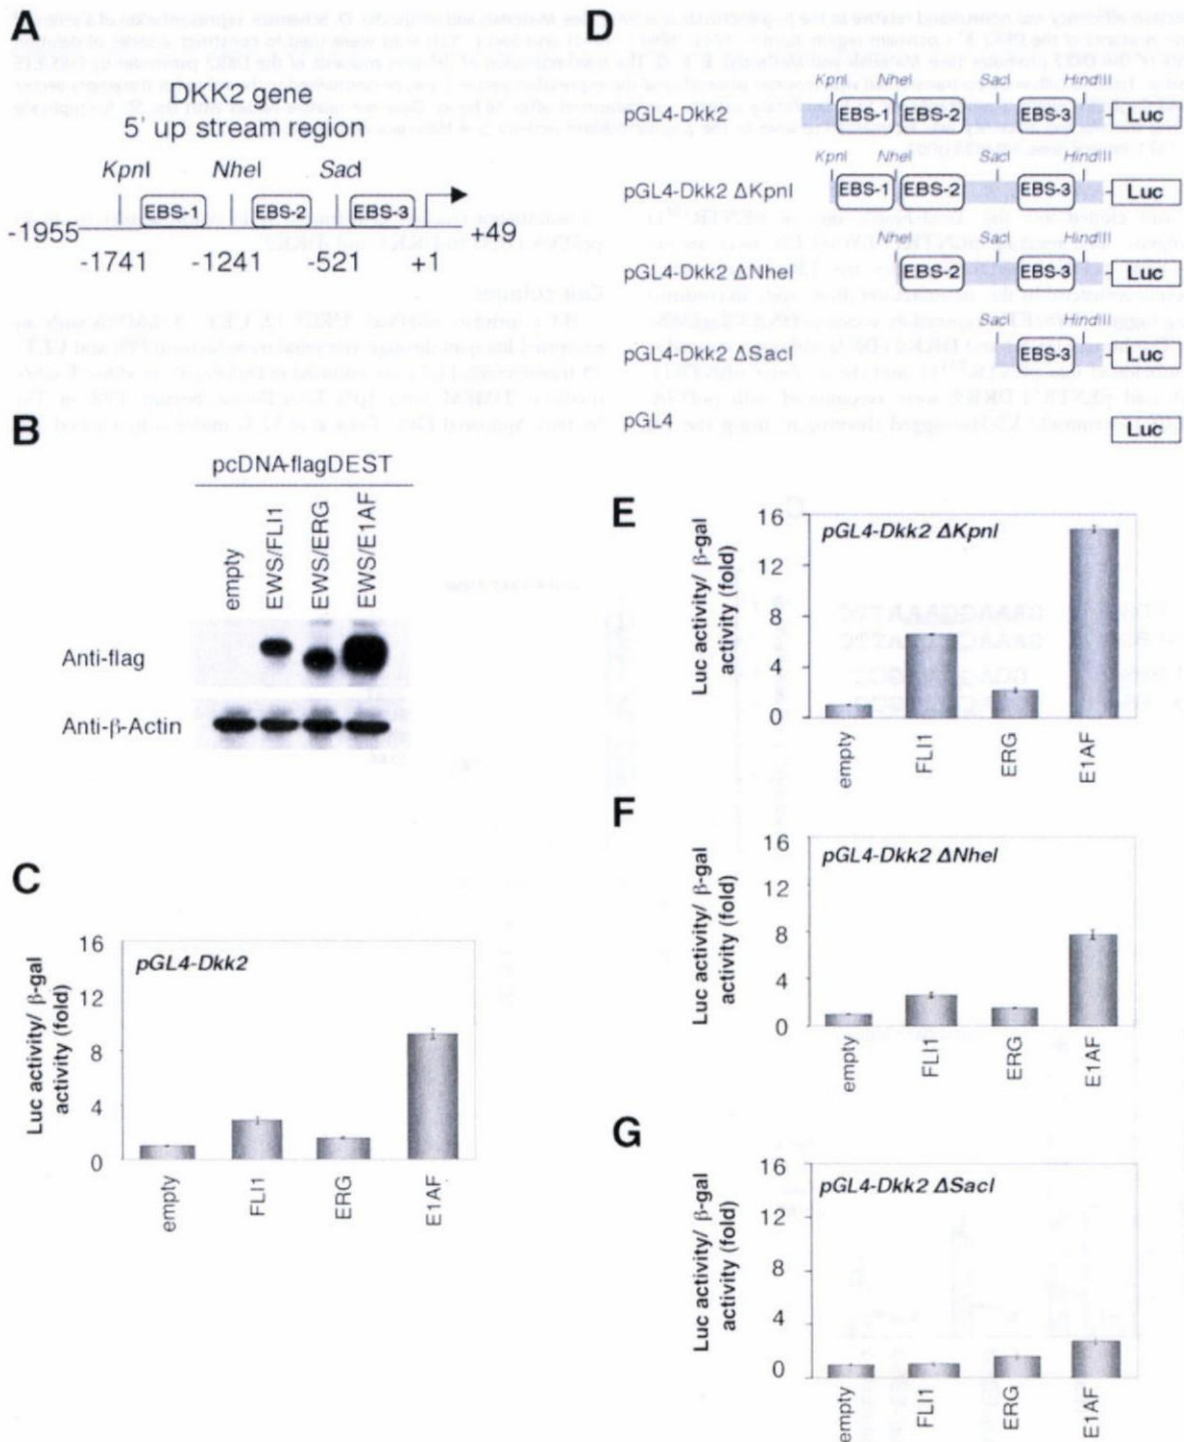 A
DKK2 gene
5' up stream region
KpnI NheI SacI
EBS-1 EBS-2 EBS-3
-1955 +49
-1741 -1241 -521 +1
B
pcDNA-flagDEST
empty
EWS/FLI1
EWS/ERG
EWS/E1AF
Anti-flag
Anti-β-Actin
C
pGL4-Dkk2
Luc activity/ β-gal
activity (fold)
16
12
8
4
0
empty
FLI1
ERG
E1AF
D
KpnI NheI SacI HindIII
pGL4-Dkk2 EBS-1 EBS-2 EBS-3 Luc
KpnI NheI SacI HindIII
pGL4-Dkk2 ΔKpnI EBS-1 EBS-2 EBS-3 Luc
NheI SacI HindIII
pGL4-Dkk2 ΔNheI EBS-2 EBS-3 Luc
SacI HindIII
pGL4-Dkk2 ΔSacI EBS-3 Luc
pGL4 Luc
E
pGL4-Dkk2 ΔKpnI
Luc activity/ β-gal
activity (fold)
16
12
8
4
0
empty
FLI1
ERG
E1AF
F
pGL4-Dkk2 ΔNheI
Luc activity/ β-gal
activity (fold)
16
12
8
4
0
empty
FLI1
ERG
E1AF
G
pGL4-Dkk2 ΔSacI
Luc activity/ β-gal
activity (fold)
16
12
8
4
0
empty
FLI1
ERG
E1AF